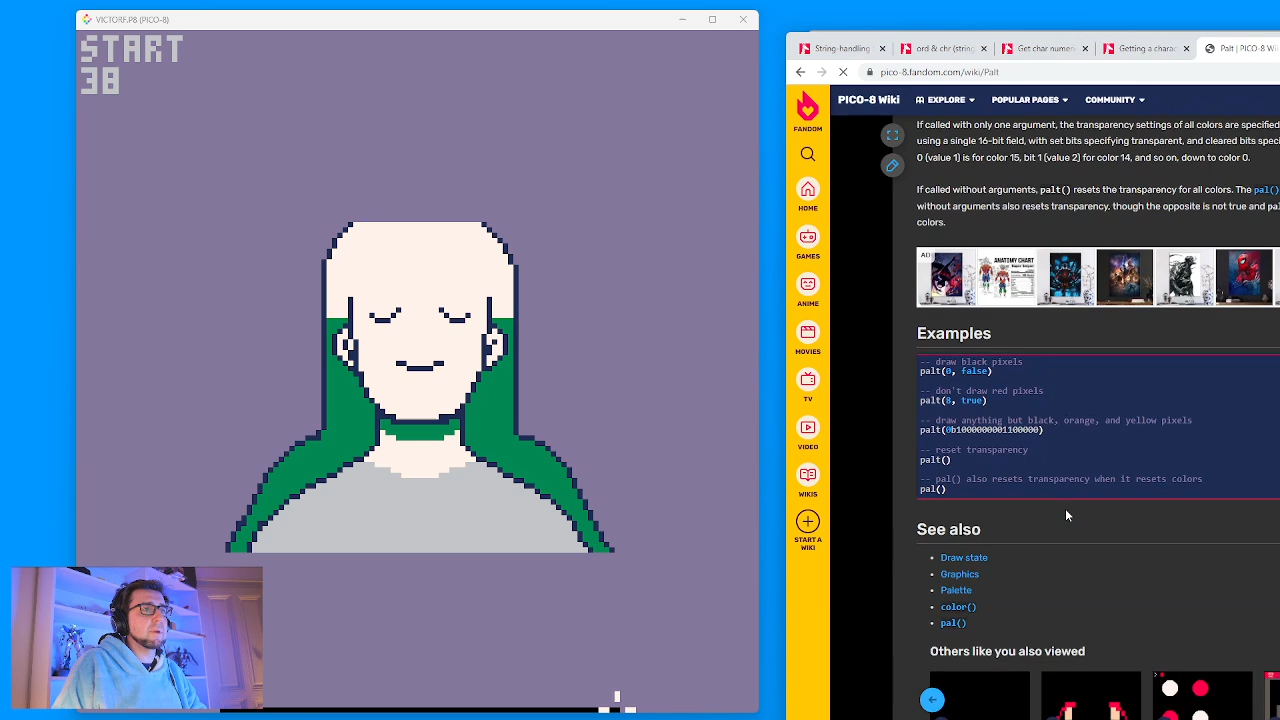 VICTORF.P8 (PICO-8)
START
38
String-handling
ord & chr (string
Get char numer
Getting a charac
Palt | PICO-8 Wi
pico-8.fandom.com/wiki/Palt
FANDOM
HOME
GAMES
ANIME
MOVIES
TV
VIDEO
WIKIS
START A
WIKI
PICO-8 Wiki
EXPLORE
POPULAR PAGES
COMMUNITY
If called with only one argument, the transparency settings of all colors are specified
using a single 16-bit field, with set bits specifying transparent, and cleared bits spec
0 (value 1) is for color 15, bit 1 (value 2) for color 14, and so on, down to color 0.
If called without arguments, palt() resets the transparency for all colors. The pal()
without arguments also resets transparency, though the opposite is not true and pal
colors.
AD
ANATOMY CHART
Examples
-- draw black pixels
palt(0, false)
-- don't draw red pixels
palt(8, true)
-- draw anything but black, orange, and yellow pixels
palt(0b1000000001100000)
-- reset transparency
palt()
-- pal() also resets transparency when it resets colors
pal()
See also
Draw state
Graphics
Palette
color()
pal()
Others like you also viewed